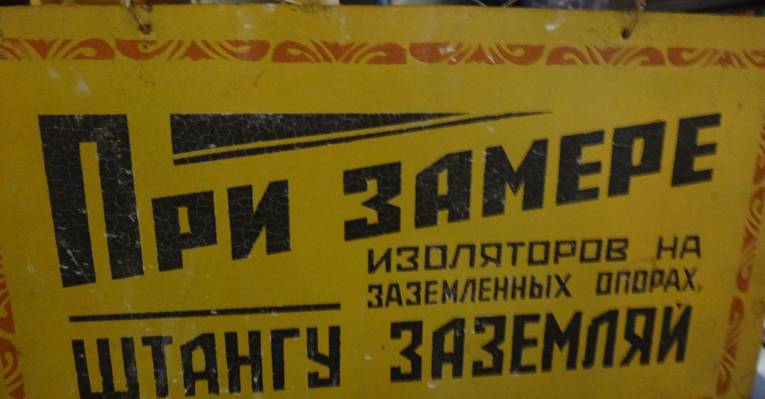 ПРИ ЗАМЕРЕ
ИЗОЛЯТОРОВ НА
ЗАЗЕМЛЕННЫХ ОПОРАХ,
ШТАНГУ ЗАЗЕМЛЯЙ